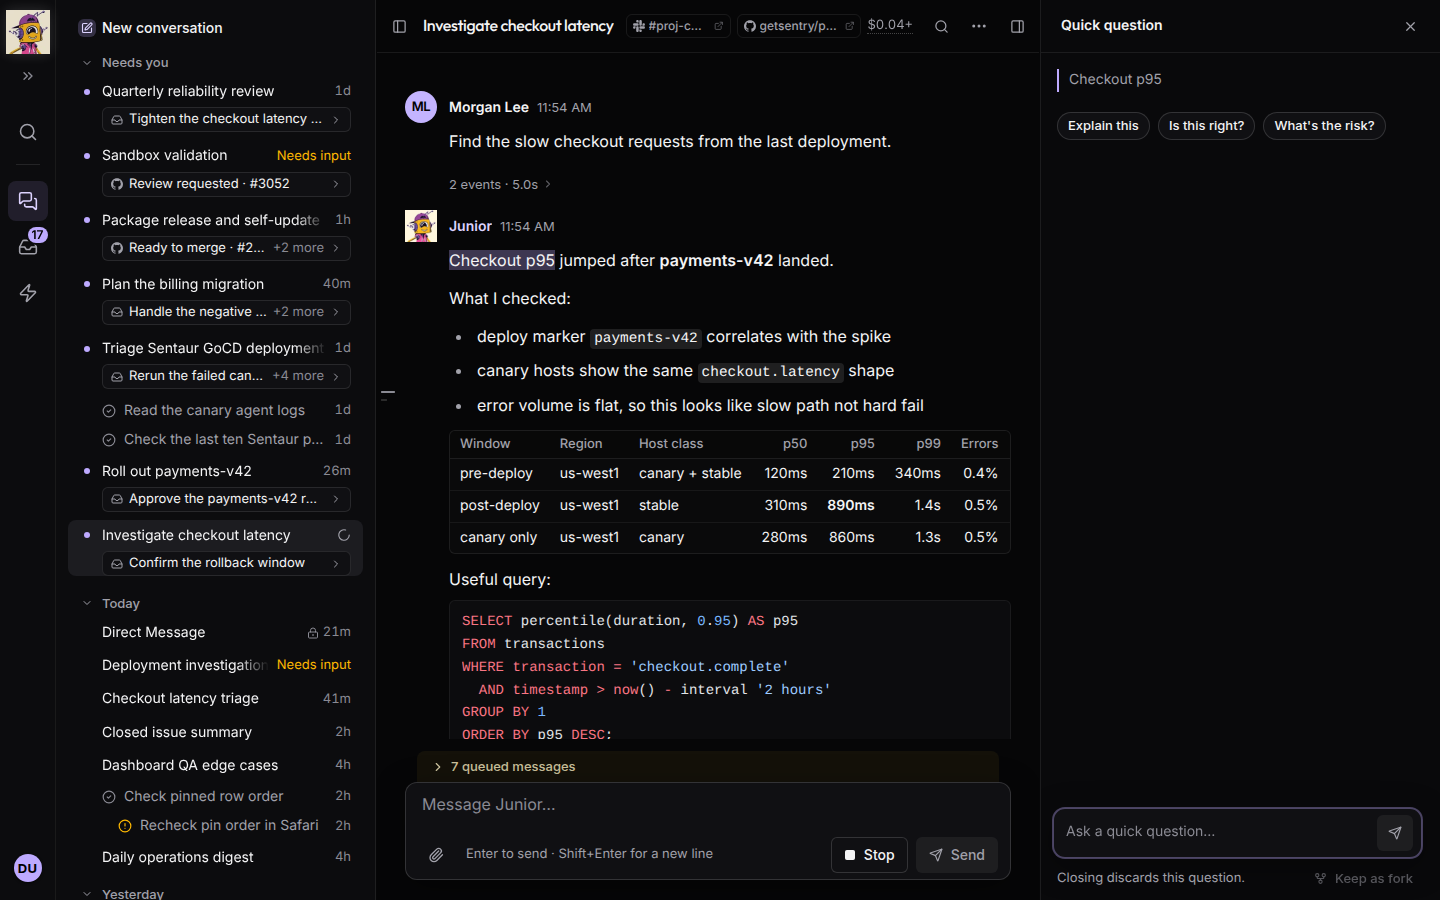 New conversation
Needs you
Quarterly reliability review 1d
Tighten the checkout latency ...
Sandbox validation Needs input
Review requested · #3052
Package release and self-update 1h
Ready to merge · #2... +2 more
Plan the billing migration 40m
Handle the negative ... +2 more
Triage Sentaur GoCD deployment 1d
Rerun the failed can... +4 more
Read the canary agent logs 1d
Check the last ten Sentaur p... 1d
Roll out payments-v42 26m
Approve the payments-v42 r...
Investigate checkout latency
Confirm the rollback window
Today
Direct Message 21m
Deployment investigation Needs input
Checkout latency triage 41m
Closed issue summary 2h
Dashboard QA edge cases 4h
Check pinned row order 2h
Recheck pin order in Safari 2h
Daily operations digest 4h
Yesterday
17
DU
Investigate checkout latency #proj-c... getsentry/p... $0.04+
ML Morgan Lee 11:54 AM
Find the slow checkout requests from the last deployment.
2 events · 5.0s
Junior 11:54 AM
Checkout p95 jumped after payments-v42 landed.
What I checked:
• deploy marker payments-v42 correlates with the spike
• canary hosts show the same checkout.latency shape
• error volume is flat, so this looks like slow path not hard fail
Window Region Host class p50 p95 p99 Errors
pre-deploy us-west1 canary + stable 120ms 210ms 340ms 0.4%
post-deploy us-west1 stable 310ms 890ms 1.4s 0.5%
canary only us-west1 canary 280ms 860ms 1.3s 0.5%
Useful query:
SELECT percentile(duration, 0.95) AS p95
FROM transactions
WHERE transaction = 'checkout.complete'
AND timestamp > now() - interval '2 hours'
GROUP BY 1
ORDER BY p95 DESC;
7 queued messages
Message Junior...
Enter to send · Shift+Enter for a new line
Stop
Send
Quick question
Checkout p95
Explain this
Is this right?
What's the risk?
Ask a quick question...
Closing discards this question.
Keep as fork